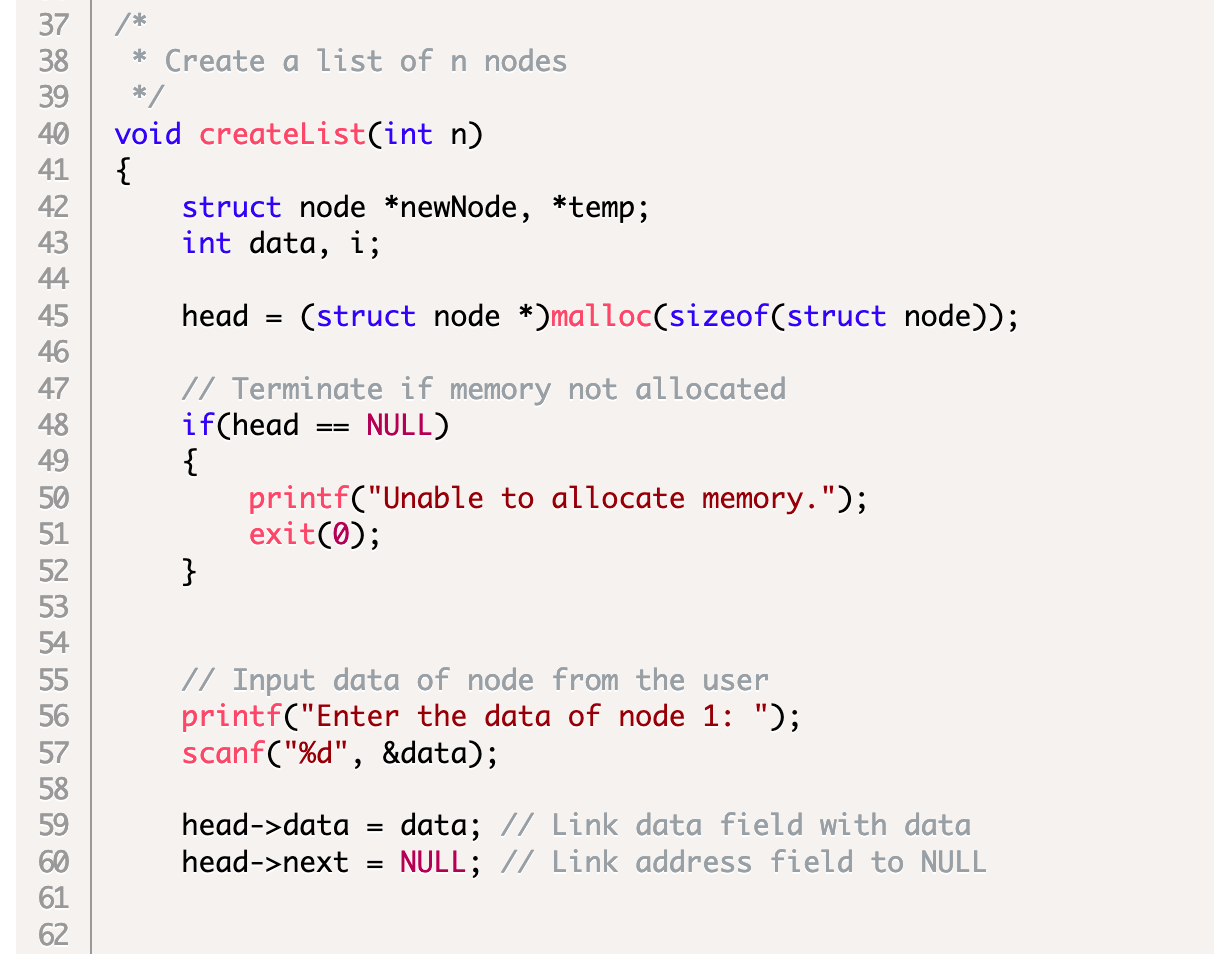 37 /*
38  * Create a list of n nodes
39  */
40 void createList(int n)
41 {
42     struct node *newNode, *temp;
43     int data, i;
44
45     head = (struct node *)malloc(sizeof(struct node));
46
47     // Terminate if memory not allocated
48     if(head == NULL)
49     {
50         printf("Unable to allocate memory.");
51         exit(0);
52     }
53
54
55     // Input data of node from the user
56     printf("Enter the data of node 1: ");
57     scanf("%d", &data);
58
59     head->data = data; // Link data field with data
60     head->next = NULL; // Link address field to NULL
61
62